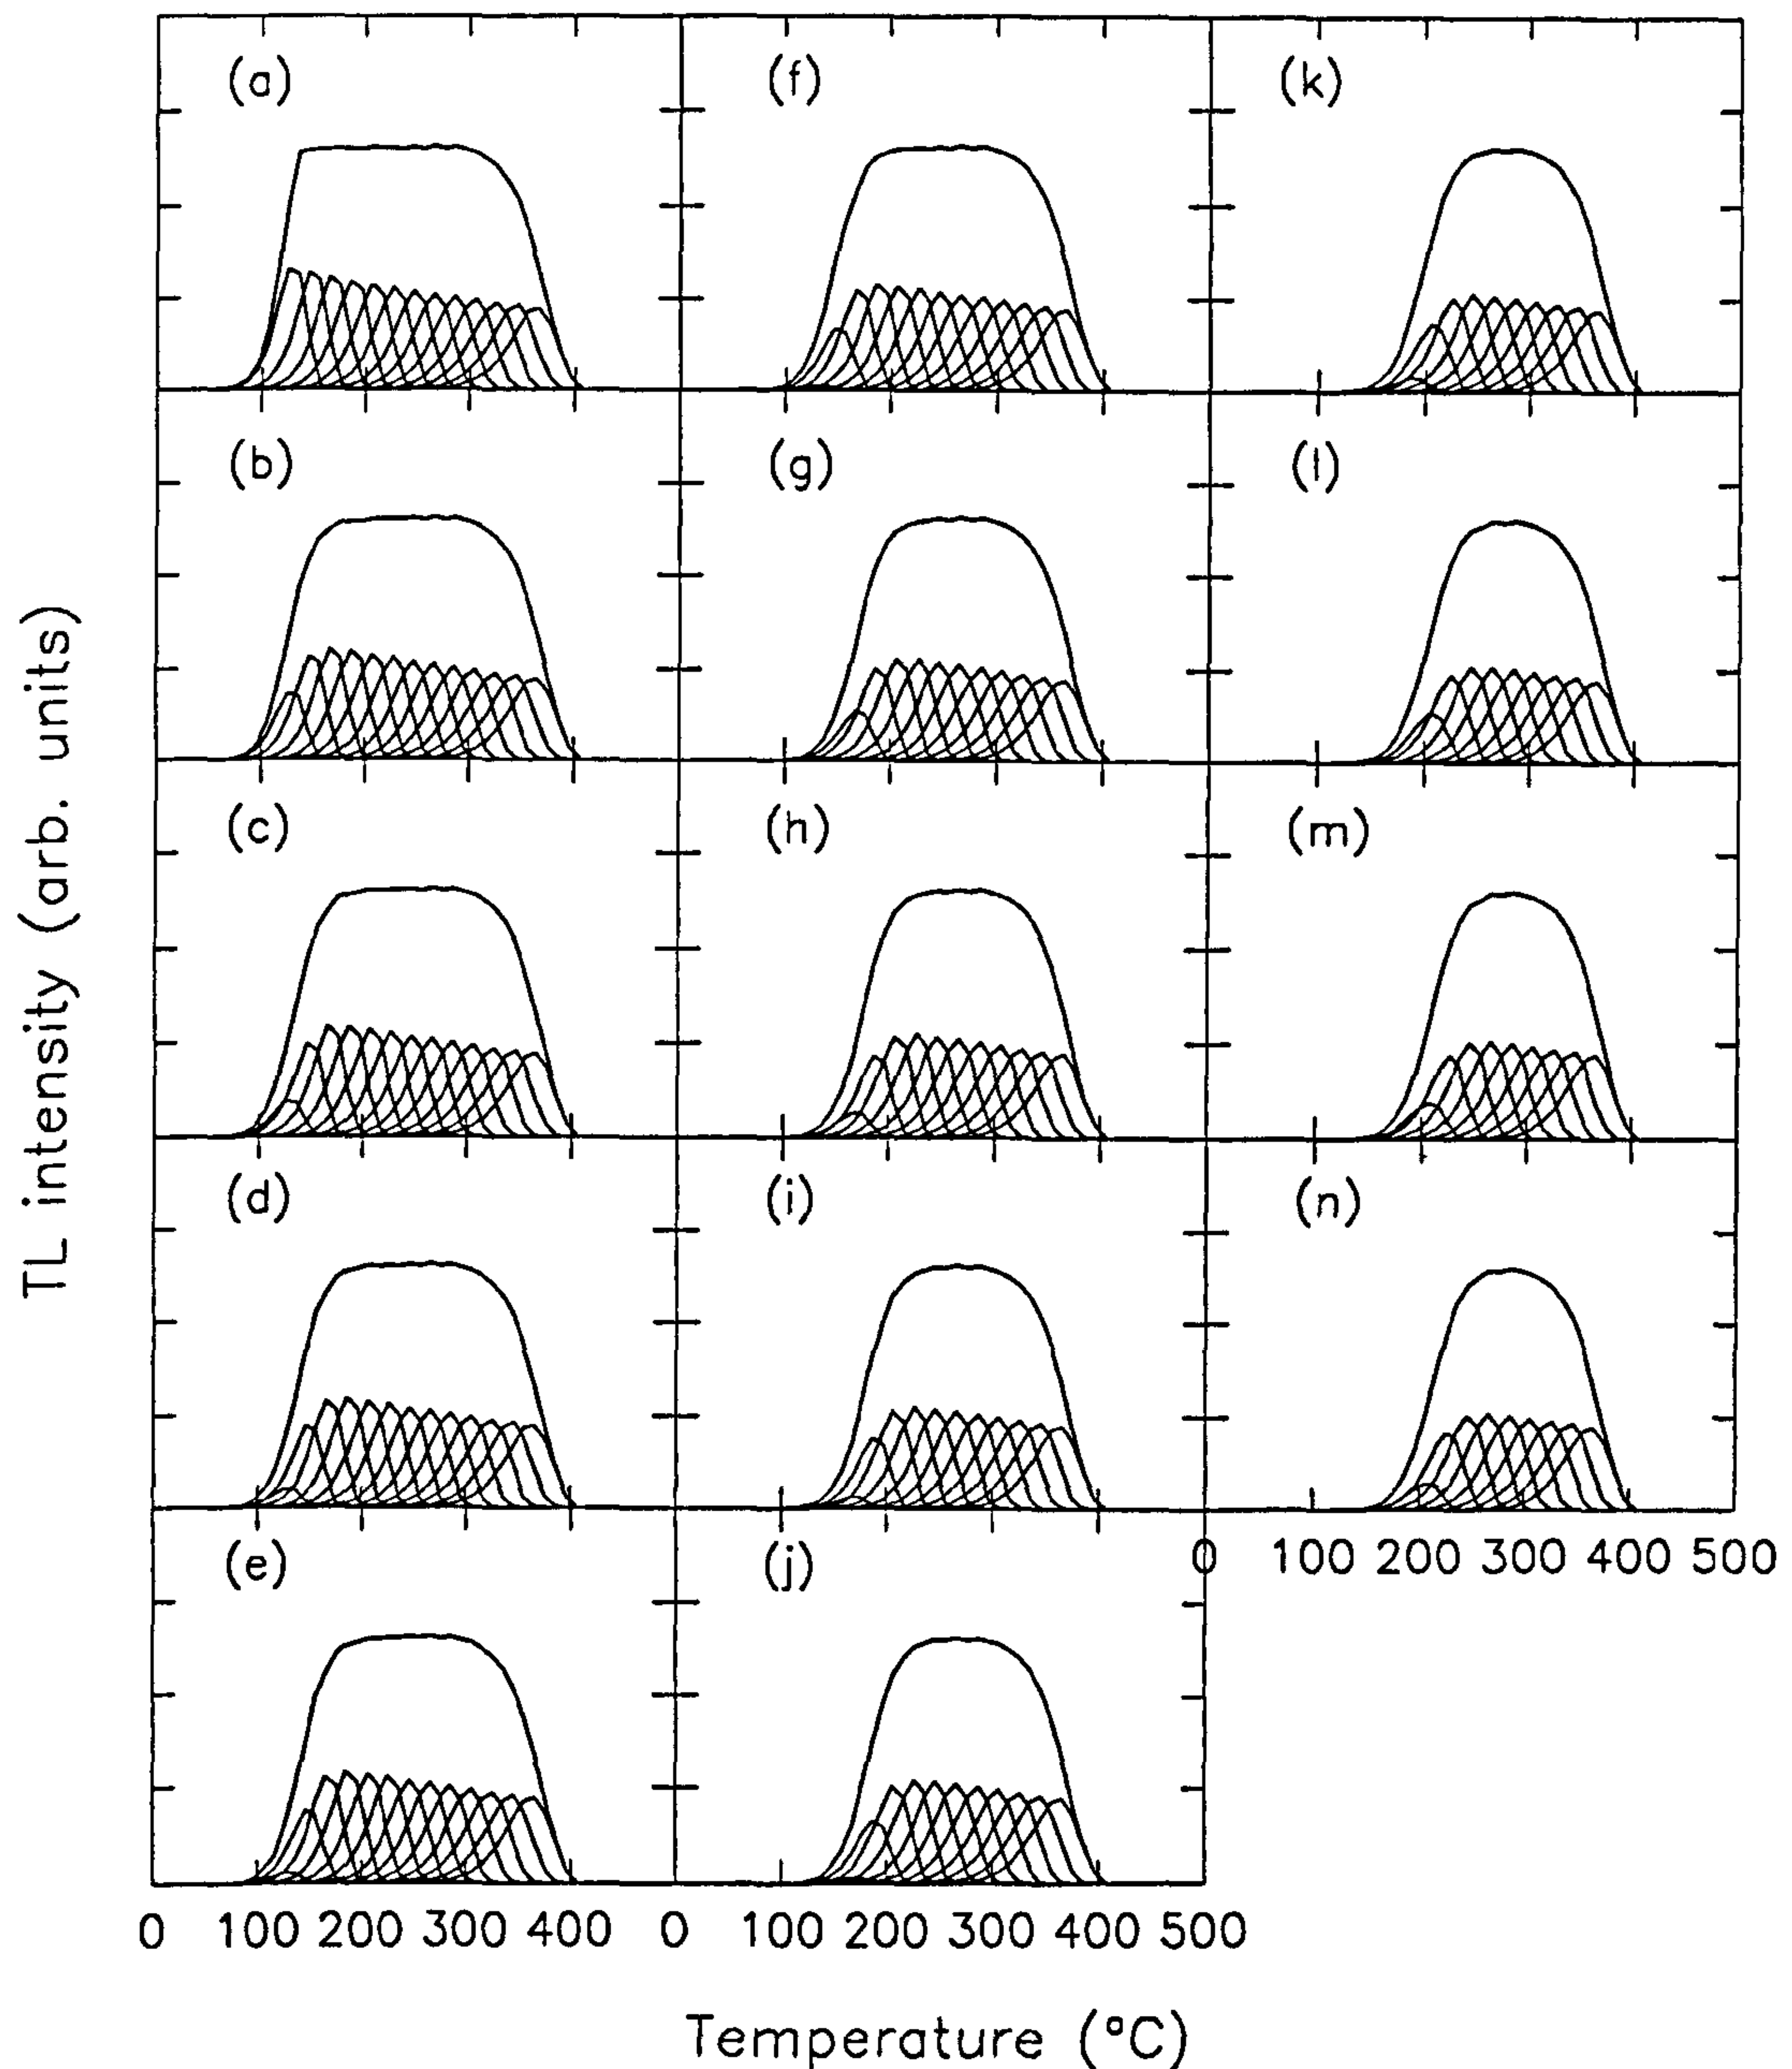 (a) (f) (k)
(b) (g) (l)
(c) (h) (m)
(d) (i) (n)
(e) (j)
0 100 200 300 400 500
0 100 200 300 400 0 100 200 300 400 500
Temperature (°C)
TL intensity (arb. units)